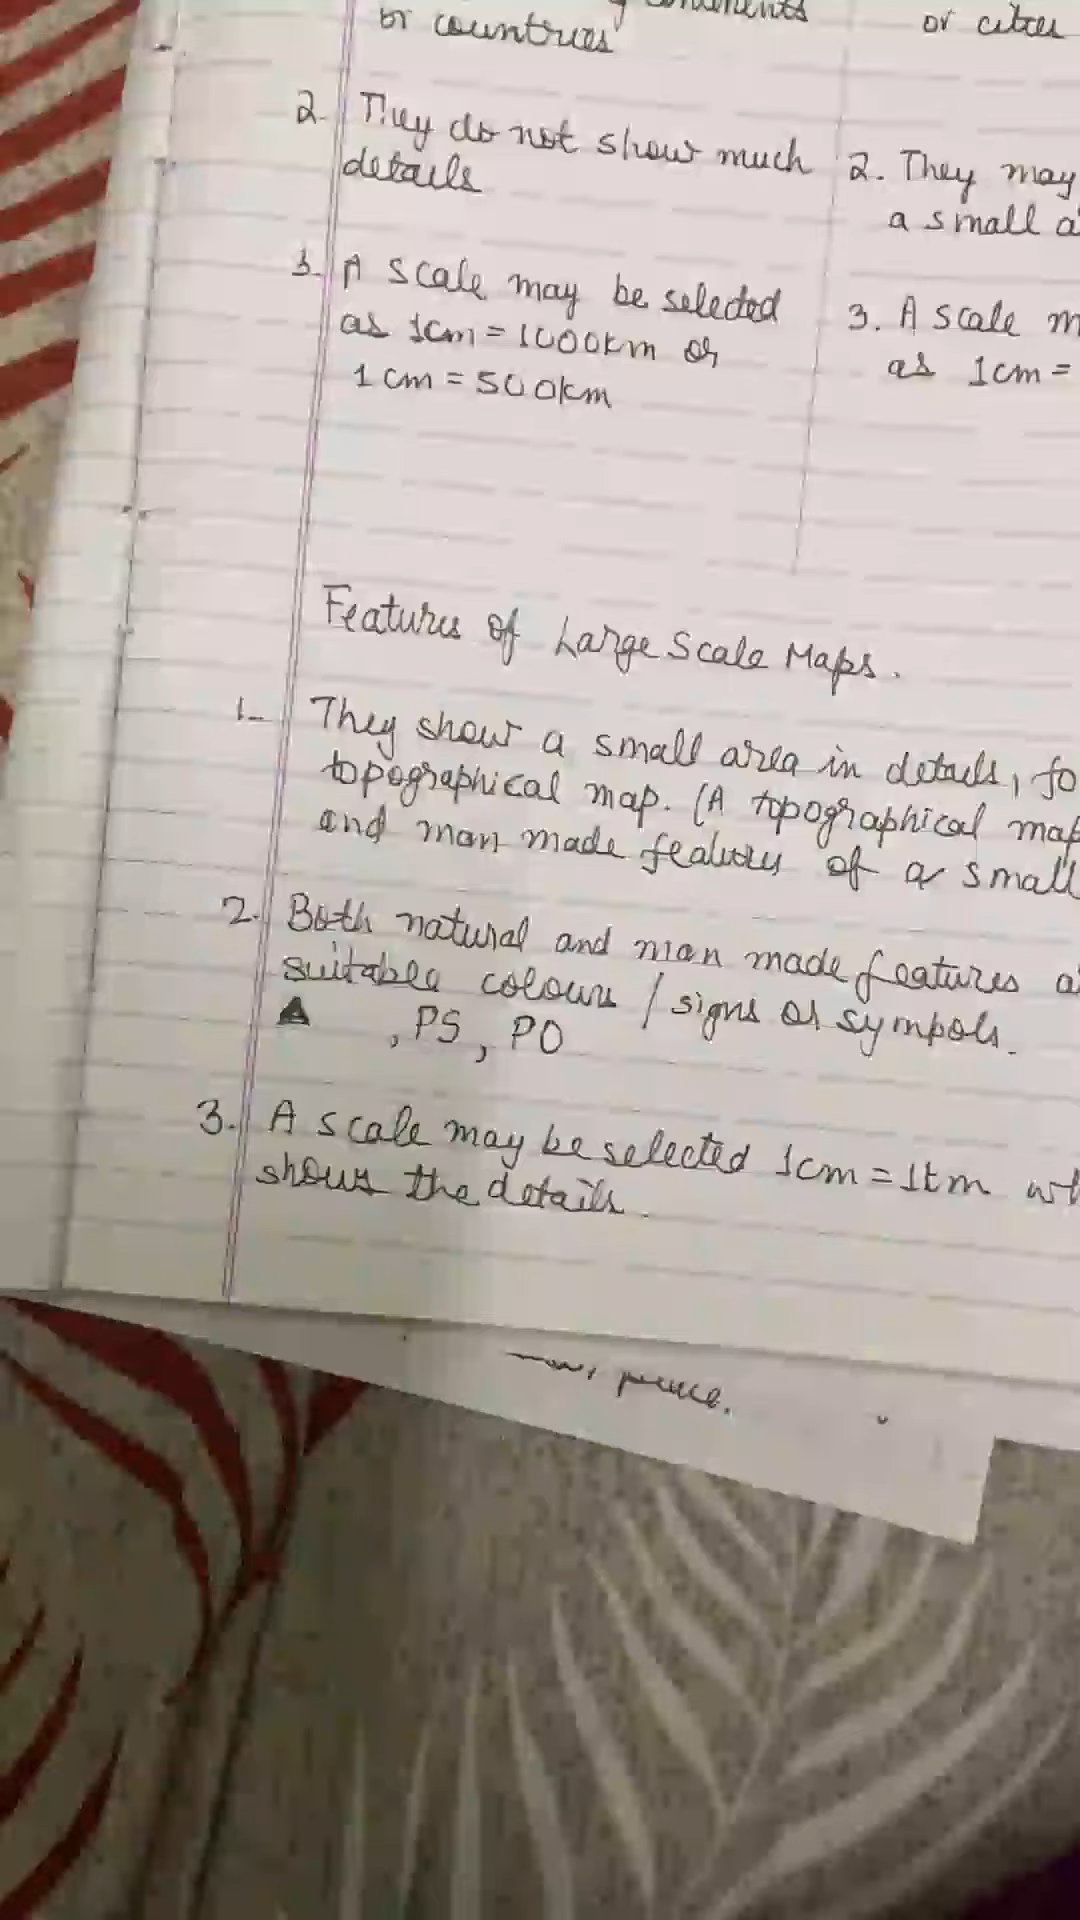 continents
or countries
or cities
2. They do not show much
details
2. They may
a small a
3. A scale may be selected
as 1cm = 1000km or
1 cm = 500km
3. A scale m
as 1cm =
Features of Large Scale Maps.
1. They show a small area in details, fo
topographical map. (A topographical map
and man made features of a small
2. Both natural and man made features a
suitable colours / signs or symbols.
, PS, PO
3. A scale may be selected 1cm = 1km wh
shows the details.